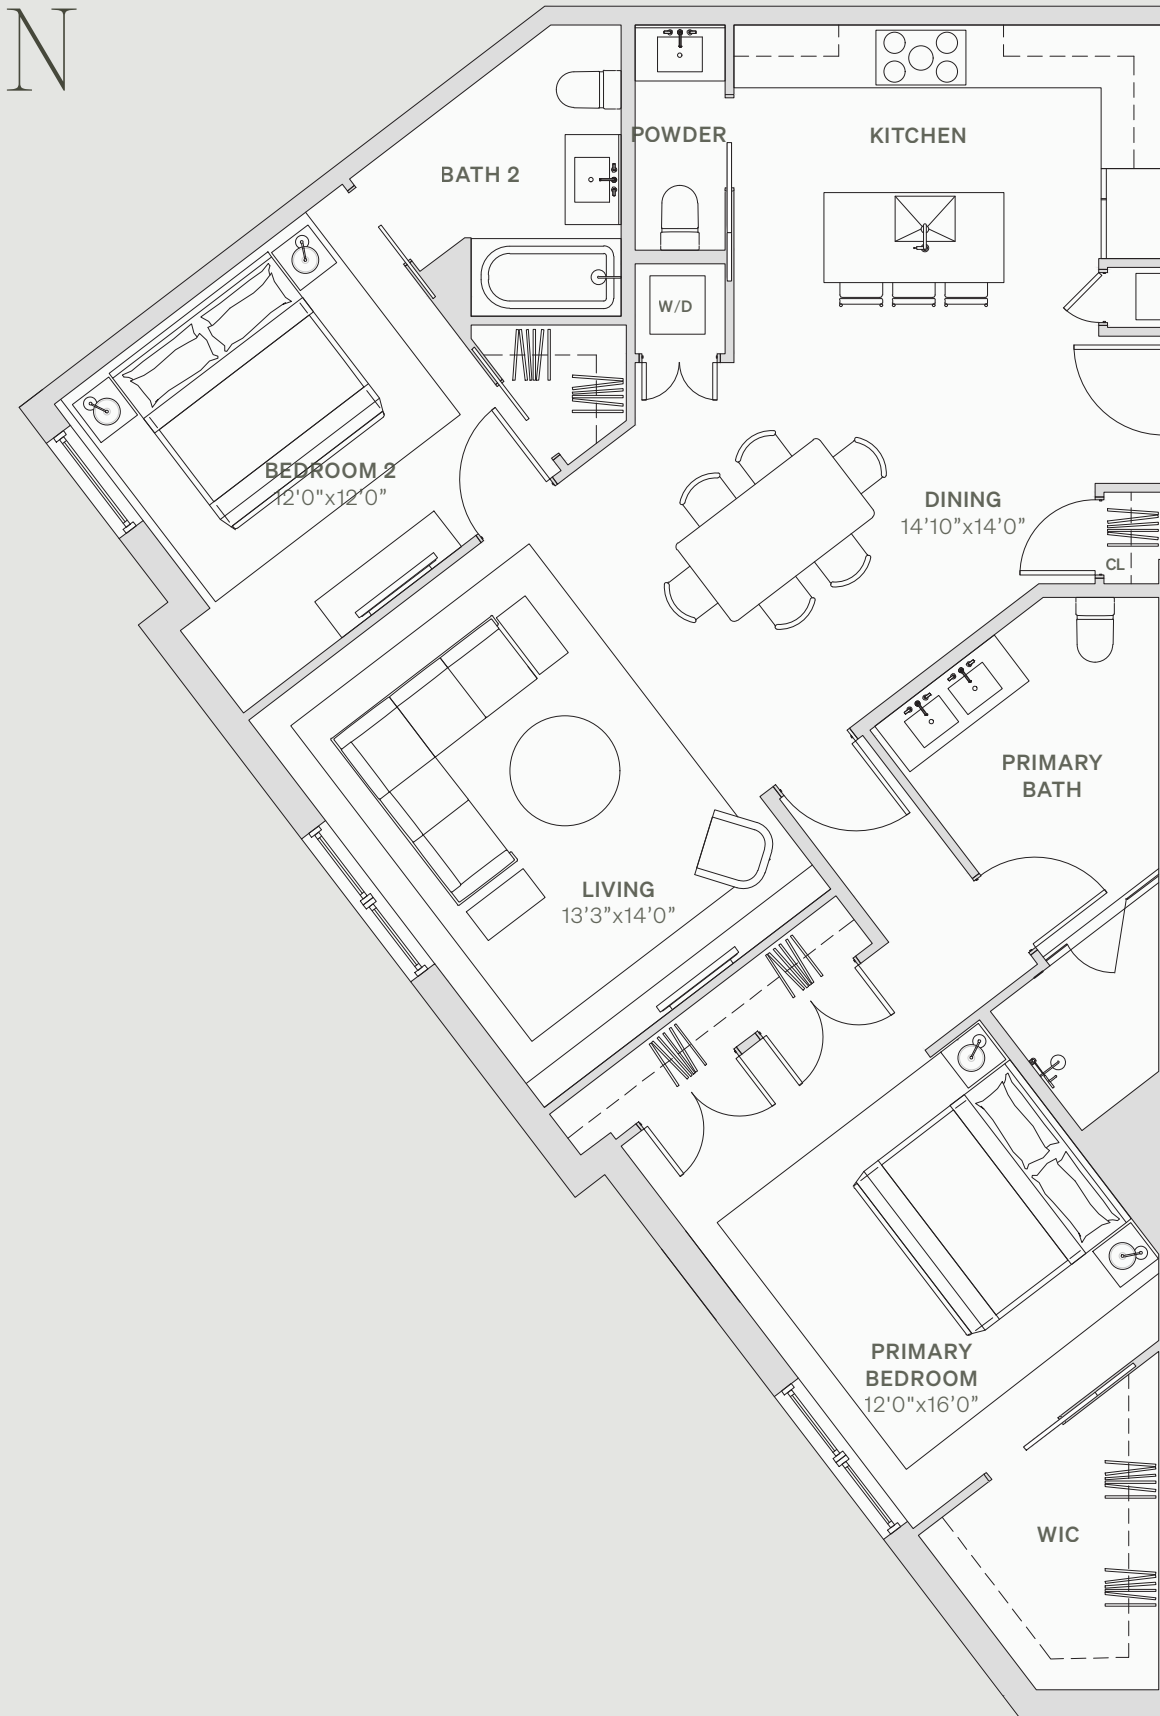 N
POWDER
KITCHEN
BATH 2
W/D
BEDROOM 2
12'0"x12'0”
DINING
14’10”x14’0”
CL
PRIMARY
BATH
LIVING
13’3”x14’0”
PRIMARY
BEDROOM
12'0"x16’0”
WIC